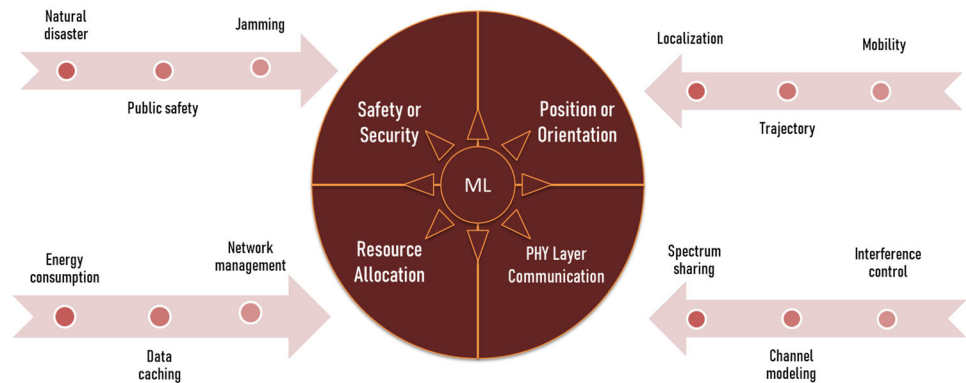 Natural
disaster
Jamming
Public safety
Safety or
Security
Position or
Orientation
Localization
Mobility
Trajectory
ML
Energy
consumption
Network
management
Data
caching
Resource
Allocation
PHY Layer
Communication
Spectrum
sharing
Interference
control
Channel
modeling